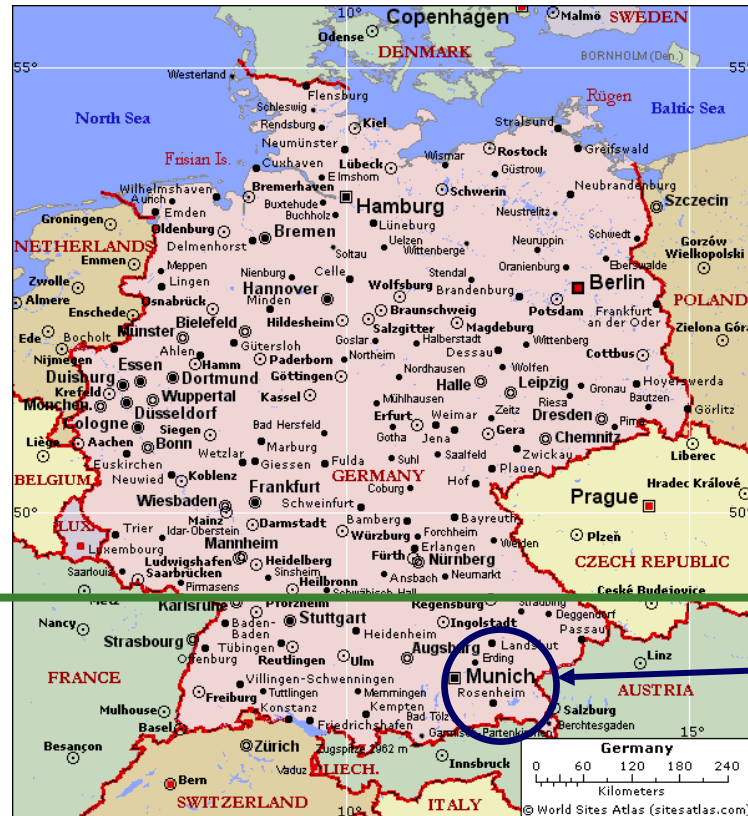 10°
Copenhagen
Malmö
SWEDEN
Odense
DENMARK
BORNHOLM (Den.)
55°
55°
Westerland
Flensburg
Rügen
North Sea
Schleswig
Baltic Sea
Rendsburg
Kiel
Stralsund
Neumünster
Greifswald
Frisian Is.
Cuxhaven
Lübeck
Wismar
Rostock
Elmshorn
Güstrow
Wilhelmshaven
Bremerhaven
Schwerin
Neubrandenburg
Aurich
Buxtehude
Hamburg
Szczecin
Emden
Buchholz
Neustrelitz
Groningen
Oldenburg
Lüneburg
Bremen
Schwedt
Delmenhorst
Uelzen
Neuruppin
NETHERLANDS
Soltau
Wittenberge
Gorzów
Wielkopolski
Emmen
Meppen
Oranienburg
Eberswalde
Zwolle
Lingen
Nienburg
Celle
Stendal
Berlin
Almere
Hannover
Wolfsburg
Brandenburg
POLAND
Osnabrück
Minden
Potsdam
Frankfurt
an der Oder
Enschede
Bielefeld
Hildesheim
Braunschweig
Münster
Salzgitter
Magdeburg
Ede
Bocholt
Gütersloh
Goslar
Halberstadt
Wittenberg
Zielona Góra
Nijmegen
Ahlen
Paderborn
Northeim
Dessau
Cottbus
Essen
Hamm
Göttingen
Nordhausen
Wolfen
Duisburg
Dortmund
Halle
Leipzig
Gronau
Hoyerswerda
Krefeld
Wuppertal
Kassel
Mühlhausen
Riesa
Bautzen
München.
Düsseldorf
Erfurt
Weimar
Zeitz
Dresden
Görlitz
Cologne
Siegen
Bad Hersfeld
Gotha
Jena
Gera
Pirna
Liège
Aachen
Bonn
Chemnitz
Wetzlar
Marburg
Zwickau
Liberec
Euskirchen
Giessen
Fulda
Suhl
Saalfeld
Plauen
BELGIUM
Neuwied
Koblenz
GERMANY
Hof
Hradec Králové
Frankfurt
Coburg
Wiesbaden
Schweinfurt
Prague
50°
50°
Mainz
Bamberg
Bayreuth
LUX.
Trier
Idar-Oberstein
Darmstadt
Würzburg
Forchheim
Plzeň
Luxembourg
Mannheim
Erlangen
Weiden
Ludwigshafen
Heidelberg
Fürth
Nürnberg
CZECH REPUBLIC
Saarlouis
Saarbrücken
Sinsheim
Ansbach
Neumarkt
Pirmasens
Heilbronn
Schwäbisch Hall
České Budejovice
Metz
Karlsruhe
Pforzheim
Regensburg
Straubing
Nancy
Baden-
Baden
Stuttgart
Ingolstadt
Deggendorf
Strasbourg
Heidenheim
Passau
Tübingen
Augsburg
Landshut
Offenburg
Reutlingen
Ulm
Erding
Linz
FRANCE
Villingen-Schwenningen
Munich
Freiburg
Tuttlingen
Memmingen
Rosenheim
AUSTRIA
Mulhouse
Konstanz
Kempten
Bad Tölz
Salzburg
Basel
Friedrichshafen
Berchtesgaden
Garmisch-Partenkirchen
15°
Besançon
Zürich
Zugspitze 2962 m
Germany
Vaduz
LIECH.
Innsbruck
0 60 120 180 240
Bern
Kilometers
SWITZERLAND
10°
ITALY
© World Sites Atlas (sitesatlas.com)